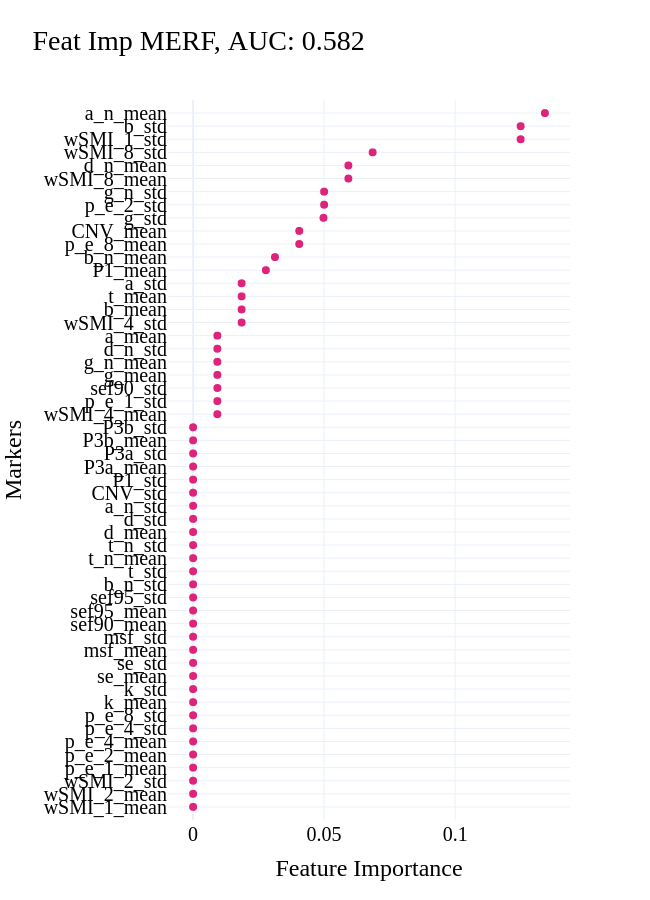 Feat Imp MERF, AUC: 0.582
a_n_mean
b_std
wSMI_1_std
wSMI_8_std
d_n_mean
wSMI_8_mean
g_n_std
p_e_2_std
g_std
CNV_mean
p_e_8_mean
b_n_mean
P1_mean
a_std
t_mean
b_mean
wSMI_4_std
a_mean
d_n_std
g_n_mean
g_mean
sef90_std
p_e_1_std
wSMI_4_mean
P3b_std
P3b_mean
P3a_std
P3a_mean
P1_std
CNV_std
a_n_std
d_std
d_mean
t_n_std
t_n_mean
t_std
b_n_std
sef95_std
sef95_mean
sef90_mean
msf_std
msf_mean
se_std
se_mean
k_std
k_mean
p_e_8_std
p_e_4_std
p_e_4_mean
p_e_2_mean
p_e_1_mean
wSMI_2_std
wSMI_2_mean
wSMI_1_mean
Markers
0 0.05 0.1
Feature Importance